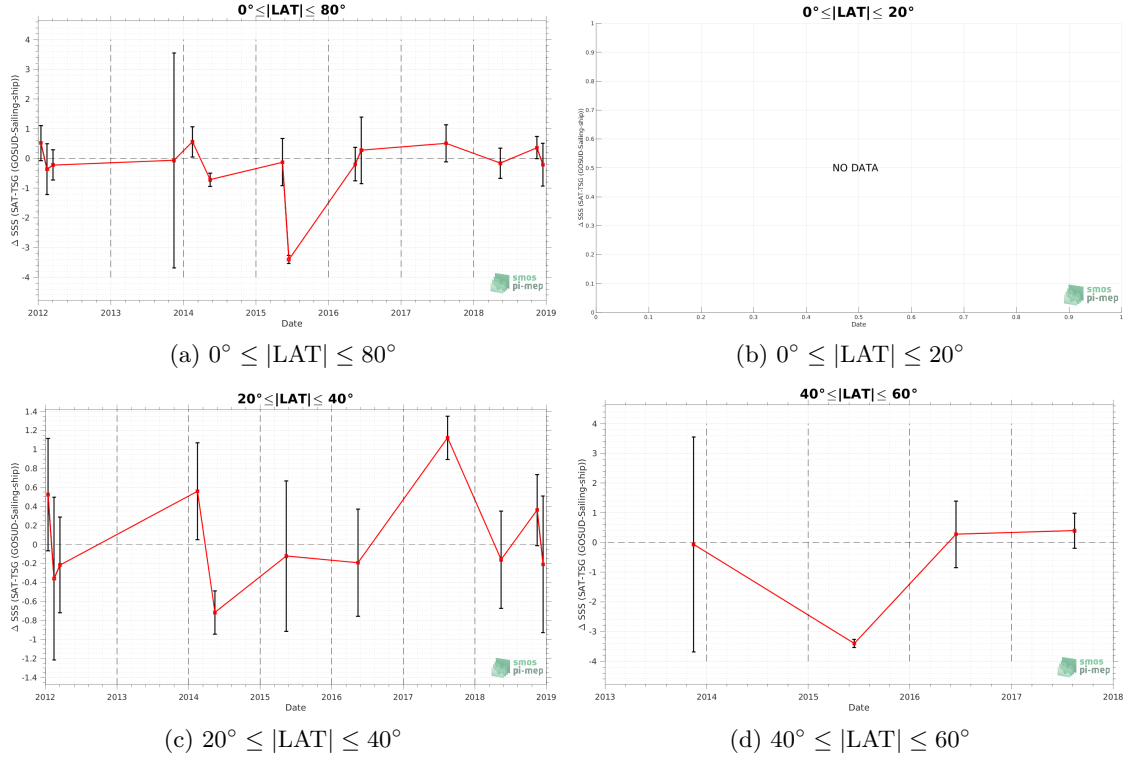 0°≤|LAT|≤ 80°
Δ SSS (SAT-TSG (GOSUD-Sailing-ship))
4
3
2
1
0
-1
-2
-3
-4
2012 2013 2014 2015 2016 2017 2018 2019
Date
smos
pi-mep
(a) 0° ≤ |LAT| ≤ 80°
0°≤|LAT|≤ 20°
Δ SSS (SAT-TSG (GOSUD-Sailing-ship))
1
0.9
0.8
0.7
0.6
0.5
0.4
0.3
0.2
0.1
0
NO DATA
0 0.1 0.2 0.3 0.4 0.5 0.6 0.7 0.8 0.9 1
Date
smos
pi-mep
(b) 0° ≤ |LAT| ≤ 20°
20°≤|LAT|≤ 40°
Δ SSS (SAT-TSG (GOSUD-Sailing-ship))
1.4
1.2
1
0.8
0.6
0.4
0.2
0
-0.2
-0.4
-0.6
-0.8
-1
-1.2
-1.4
2012 2013 2014 2015 2016 2017 2018 2019
Date
smos
pi-mep
(c) 20° ≤ |LAT| ≤ 40°
40°≤|LAT|≤ 60°
Δ SSS (SAT-TSG (GOSUD-Sailing-ship))
4
3
2
1
0
-1
-2
-3
-4
2013 2014 2015 2016 2017 2018
Date
smos
pi-mep
(d) 40° ≤ |LAT| ≤ 60°